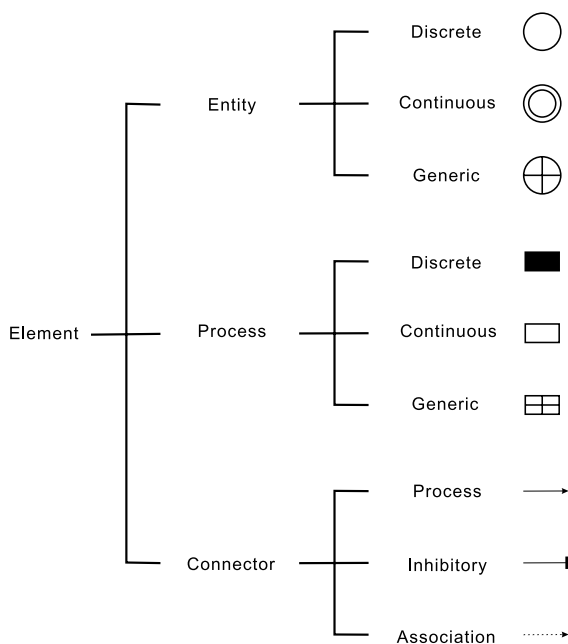 Discrete
Entity
Continuous
Generic
Discrete
Element
Process
Continuous
Generic
Process
Connector
Inhibitory
Association